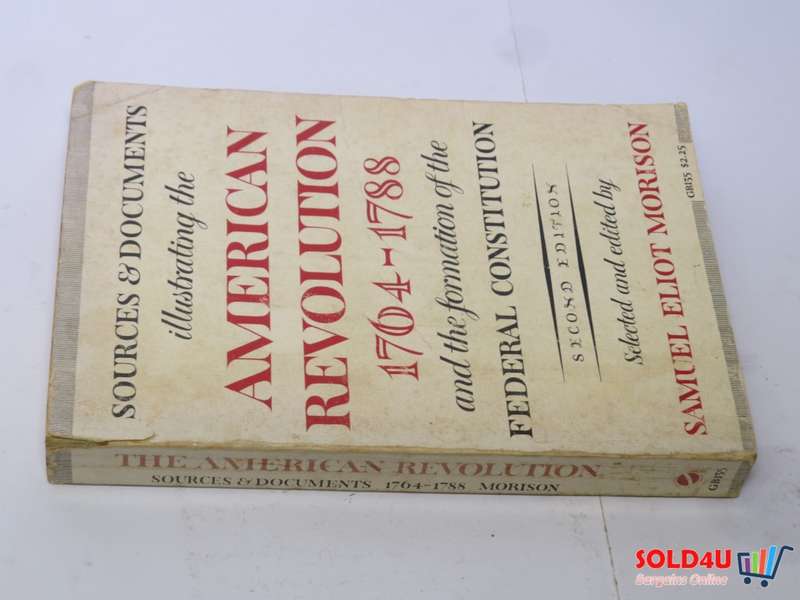 SOURCES & DOCUMENTS
illustrating the
AMERICAN
REVOLUTION
1764-1788
and the formation of the
FEDERAL CONSTITUTION
SECOND EDITION
Selected and edited by
SAMUEL ELIOT MORISON
GB135 $2.25
THE AMERICAN REVOLUTION
SOURCES & DOCUMENTS 1764-1788 MORISON
GB135
SOLD4U
Bargains Online